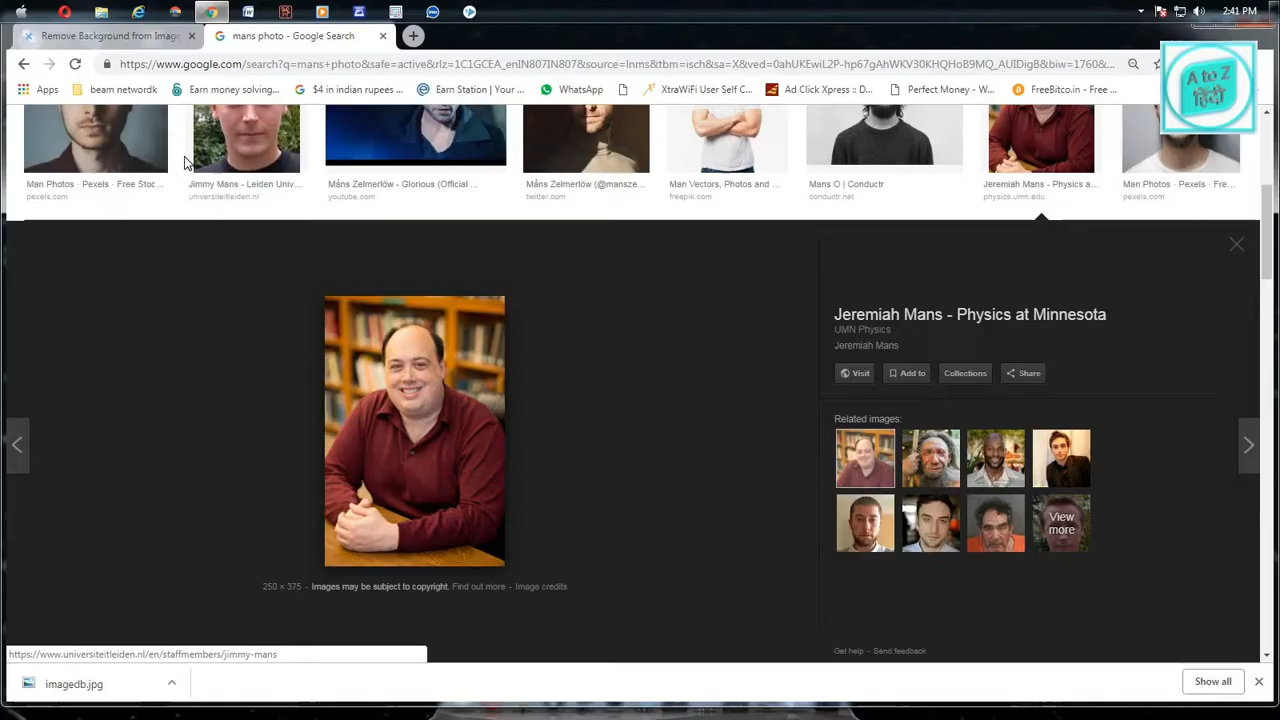 2:41 PM
Remove Background from Image
mans photo - Google Search
https://www.google.com/search?q=mans+photo&safe=active&rlz=1C1GCEA_enIN807IN807&source=lnms&tbm=isch&sa=X&ved=0ahUKEwiL2P-hp67gAhWKV30KHQHoB9MQ_AUIDigB&biw=1760&...
Apps
beam networdk
Earn money solving...
$4 in indian rupees ...
Earn Station | Your ...
WhatsApp
XtraWiFi User Self C...
Ad Click Xpress :: D...
Perfect Money - W...
FreeBitco.in - Free ...
A to Z
हिंदी
Man Photos · Pexels · Free Stoc...
pexels.com
Jimmy Mans - Leiden Univ...
universiteitleiden.nl
Måns Zelmerlöw - Glorious (Official ...
youtube.com
Måns Zelmerlöw (@mansze...
twitter.com
Man Vectors, Photos and ...
freepik.com
Mans O | Conductr
conductr.net
Jeremiah Mans - Physics a...
physics.umn.edu
Man Photos · Pexels · Fre...
pexels.com
Jeremiah Mans - Physics at Minnesota
UMN Physics
Jeremiah Mans
Visit
Add to
Collections
Share
Related images:
View
more
250 × 375 - Images may be subject to copyright. Find out more - Image credits
Get help - Send feedback
https://www.universiteitleiden.nl/en/staffmembers/jimmy-mans
imagedb.jpg
Show all